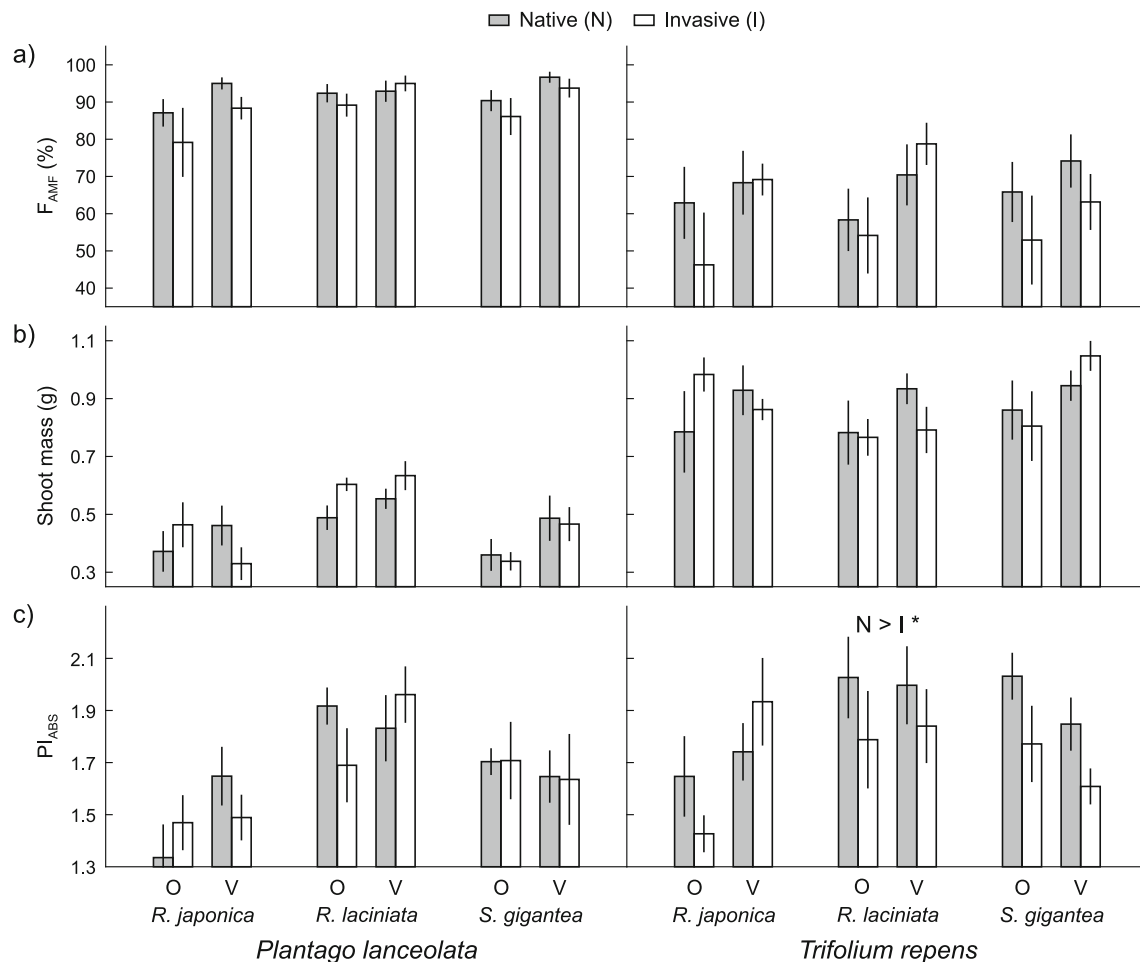 Native (N) Invasive (I)
a)
100
90
80
70
60
50
40
F_AMF (%)
b)
1.1
0.9
0.7
0.5
0.3
Shoot mass (g)
c)
N > I *
2.1
1.9
1.7
1.5
1.3
PI_ABS
O V O V O V O V O V O V
R. japonica R. laciniata S. gigantea R. japonica R. laciniata S. gigantea
Plantago lanceolata Trifolium repens